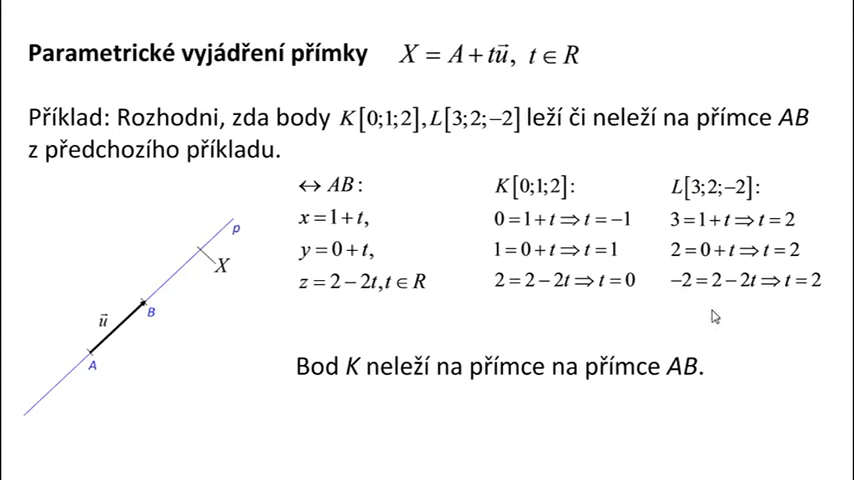 Parametrické vyjádření přímky X = A + tu⃗, t ∈ R
Příklad: Rozhodni, zda body K[0;1;2], L[3;2;−2] leží či neleží na přímce AB
z předchozího příkladu.
↔ AB:
x = 1 + t,
y = 0 + t,
z = 2 − 2t, t ∈ R
K[0;1;2]:
0 = 1 + t ⇒ t = −1
1 = 0 + t ⇒ t = 1
2 = 2 − 2t ⇒ t = 0
L[3;2;−2]:
3 = 1 + t ⇒ t = 2
2 = 0 + t ⇒ t = 2
−2 = 2 − 2t ⇒ t = 2
p
X
B
u⃗
A
Bod K neleží na přímce na přímce AB.